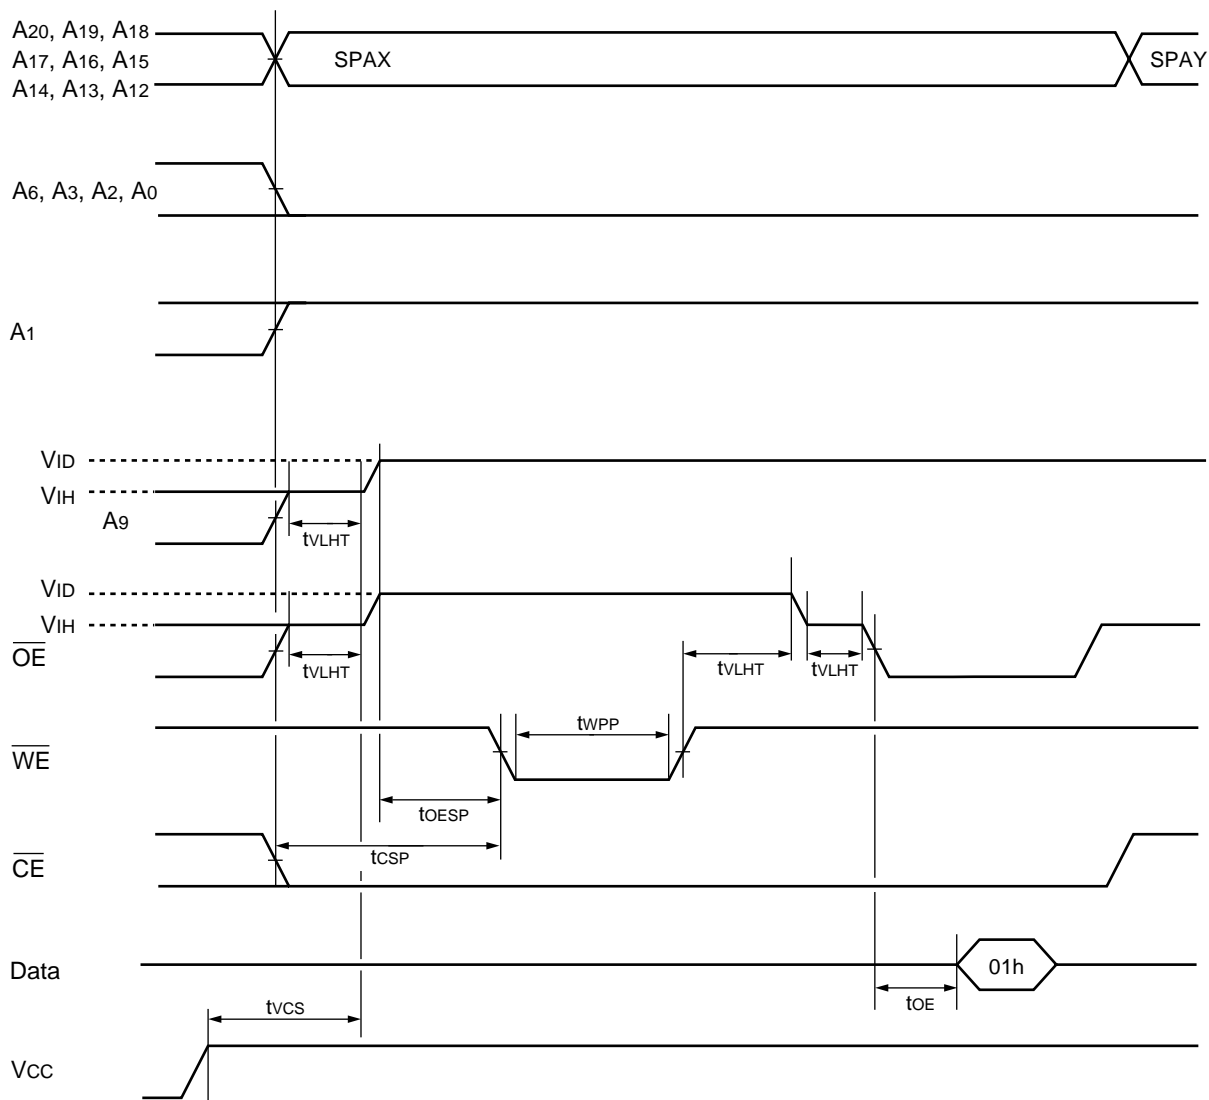 A20, A19, A18
A17, A16, A15
A14, A13, A12
SPAX
SPAY
A6, A3, A2, A0
A1
VID
VIH
A9
tVLHT
VID
VIH
OE
tVLHT
tVLHT
tVLHT
WE
tWPP
tOESP
tCSP
CE
Data
01h
tOE
tVCS
VCC